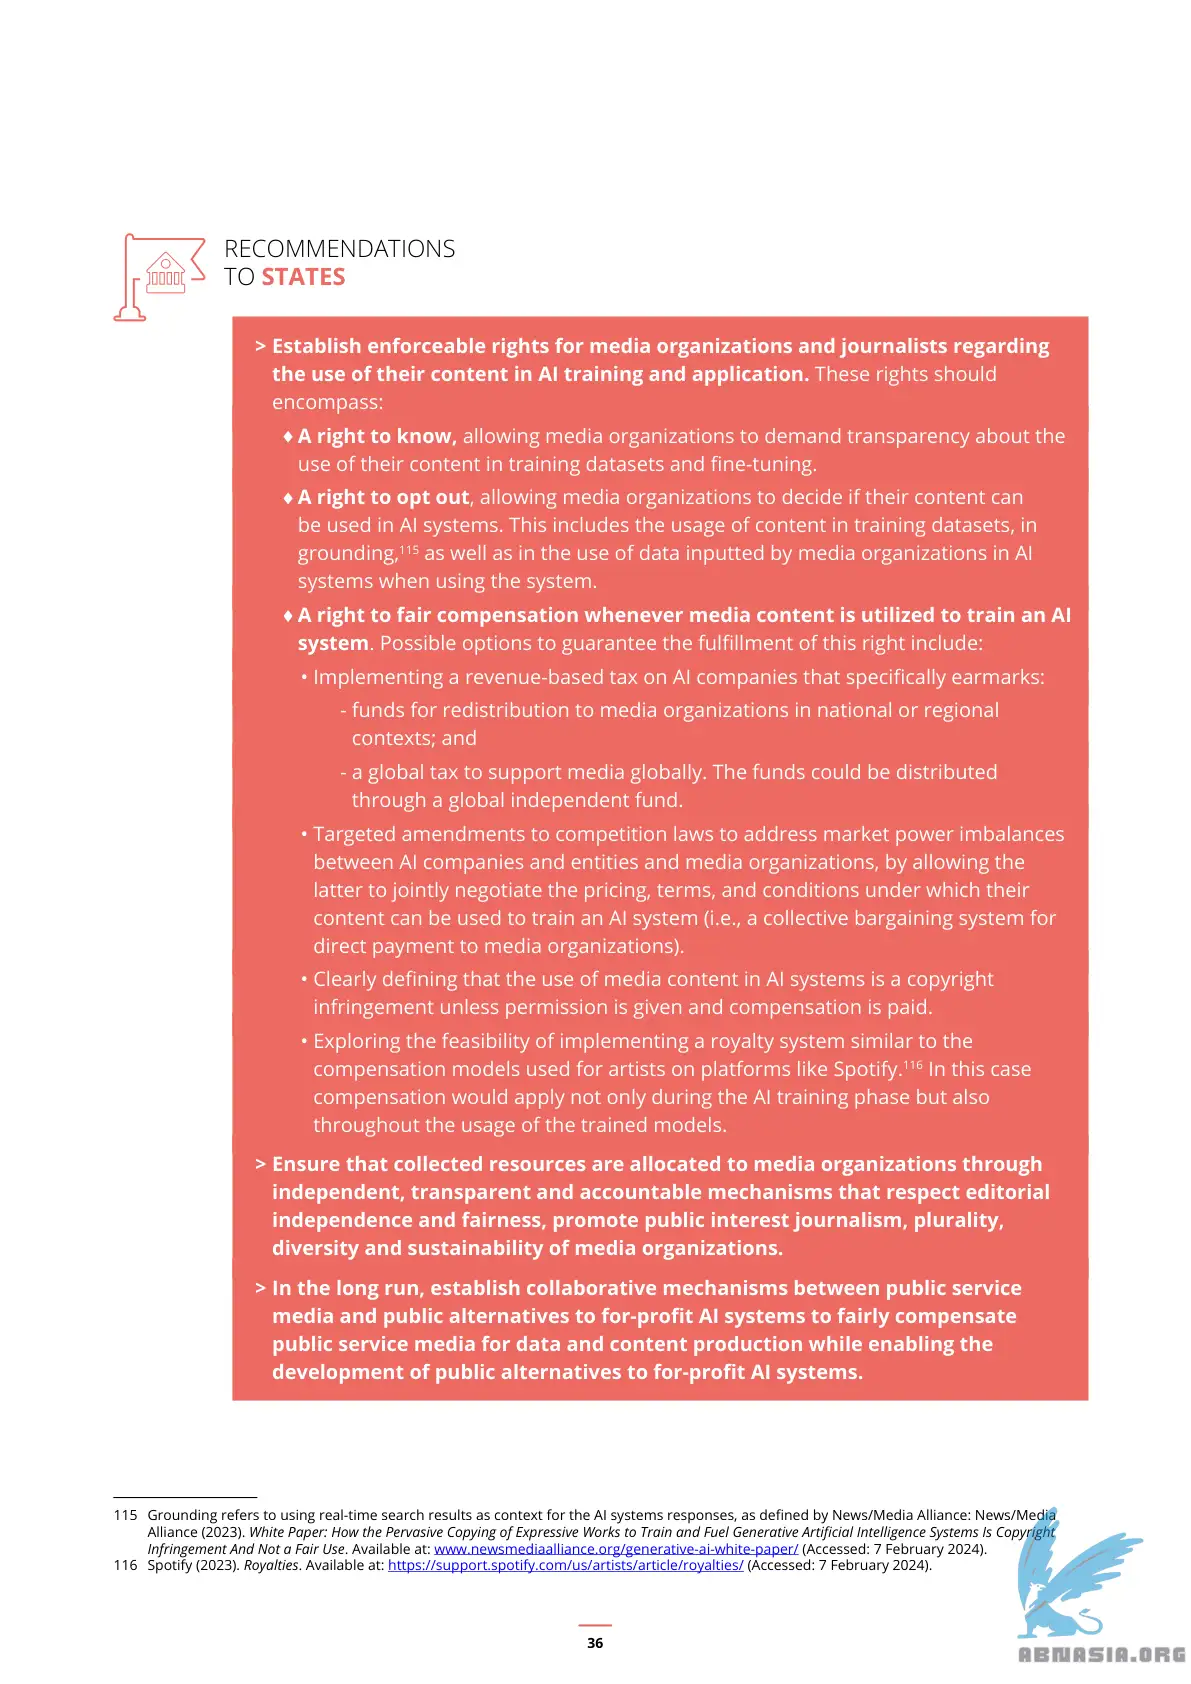 RECOMMENDATIONS
TO STATES
> Establish enforceable rights for media organizations and journalists regarding
the use of their content in AI training and application. These rights should
encompass:
♦ A right to know, allowing media organizations to demand transparency about the
use of their content in training datasets and fine-tuning.
♦ A right to opt out, allowing media organizations to decide if their content can
be used in AI systems. This includes the usage of content in training datasets, in
grounding,115 as well as in the use of data inputted by media organizations in AI
systems when using the system.
♦ A right to fair compensation whenever media content is utilized to train an AI
system. Possible options to guarantee the fulfillment of this right include:
• Implementing a revenue-based tax on AI companies that specifically earmarks:
- funds for redistribution to media organizations in national or regional
contexts; and
- a global tax to support media globally. The funds could be distributed
through a global independent fund.
• Targeted amendments to competition laws to address market power imbalances
between AI companies and entities and media organizations, by allowing the
latter to jointly negotiate the pricing, terms, and conditions under which their
content can be used to train an AI system (i.e., a collective bargaining system for
direct payment to media organizations).
• Clearly defining that the use of media content in AI systems is a copyright
infringement unless permission is given and compensation is paid.
• Exploring the feasibility of implementing a royalty system similar to the
compensation models used for artists on platforms like Spotify.116 In this case
compensation would apply not only during the AI training phase but also
throughout the usage of the trained models.
> Ensure that collected resources are allocated to media organizations through
independent, transparent and accountable mechanisms that respect editorial
independence and fairness, promote public interest journalism, plurality,
diversity and sustainability of media organizations.
> In the long run, establish collaborative mechanisms between public service
media and public alternatives to for-profit AI systems to fairly compensate
public service media for data and content production while enabling the
development of public alternatives to for-profit AI systems.
115 Grounding refers to using real-time search results as context for the AI systems responses, as defined by News/Media Alliance: News/Media
Alliance (2023). White Paper: How the Pervasive Copying of Expressive Works to Train and Fuel Generative Artificial Intelligence Systems Is Copyright
Infringement And Not a Fair Use. Available at: www.newsmediaalliance.org/generative-ai-white-paper/ (Accessed: 7 February 2024).
116 Spotify (2023). Royalties. Available at: https://support.spotify.com/us/artists/article/royalties/ (Accessed: 7 February 2024).
36
ABNASIA.ORG